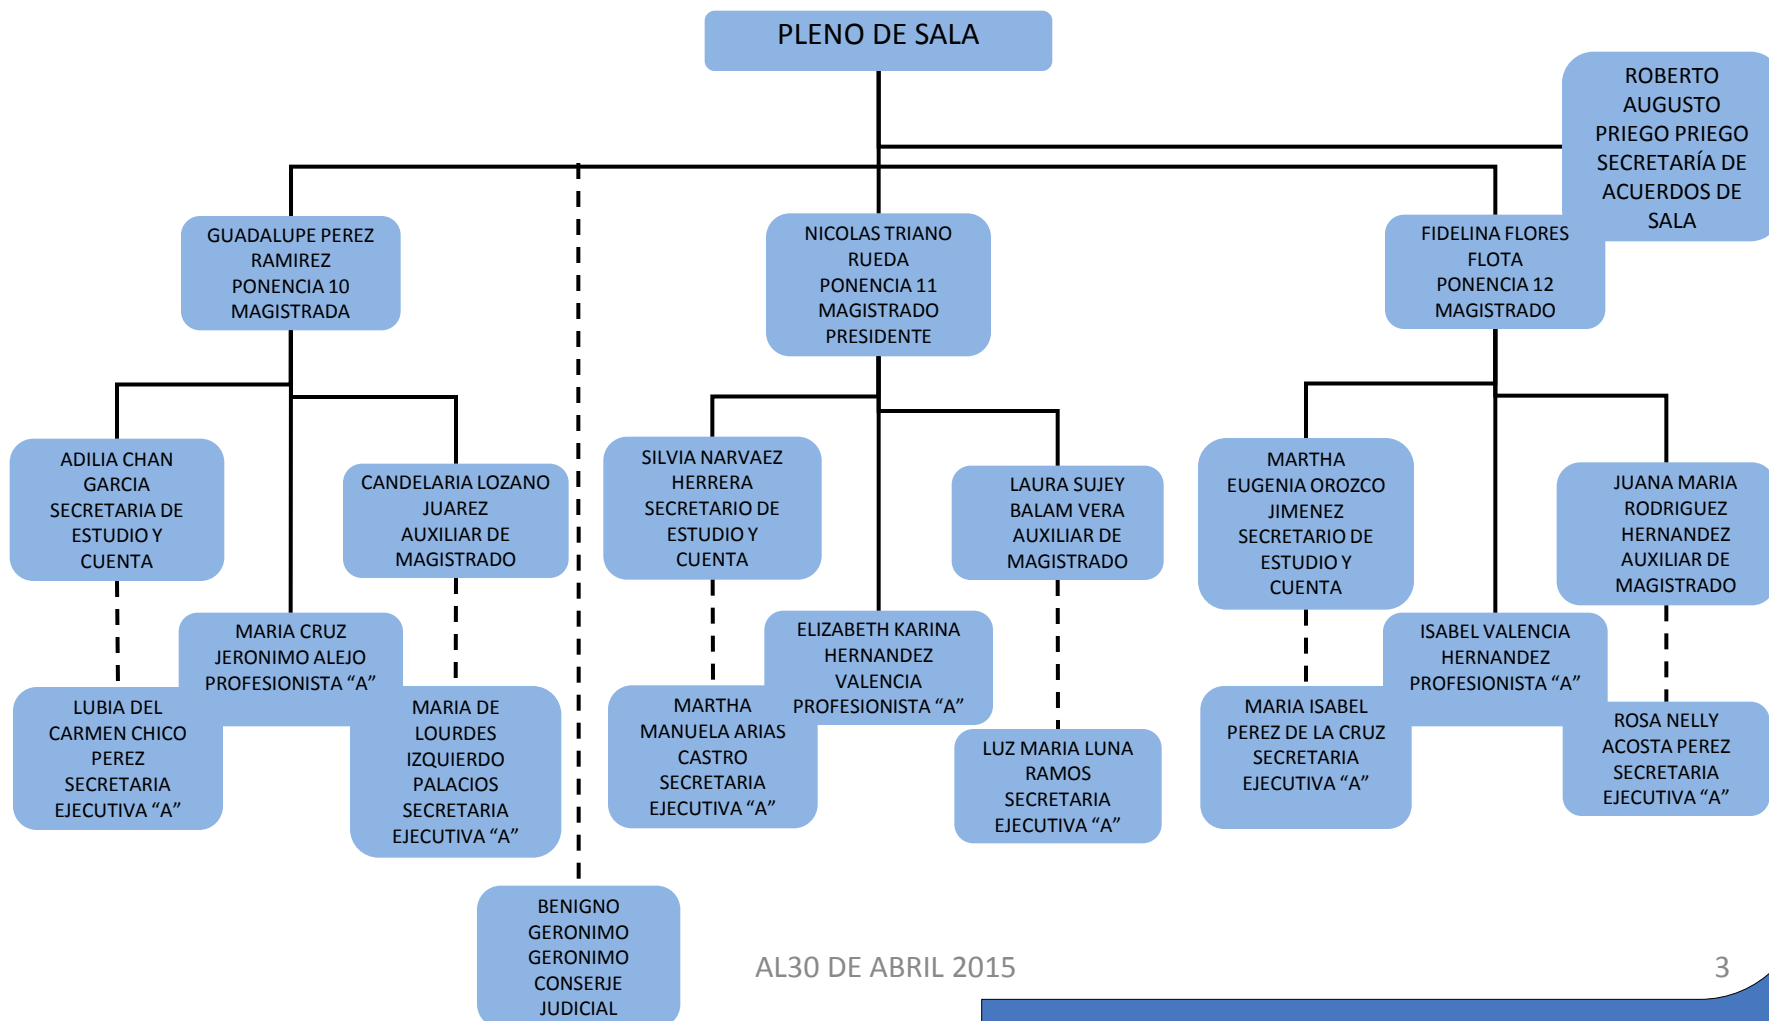 PLENO DE SALA
ROBERTO
AUGUSTO
PRIEGO PRIEGO
SECRETARÍA DE
ACUERDOS DE
SALA
GUADALUPE PEREZ
RAMIREZ
PONENCIA 10
MAGISTRADA
NICOLAS TRIANO
RUEDA
PONENCIA 11
MAGISTRADO
PRESIDENTE
FIDELINA FLORES
FLOTA
PONENCIA 12
MAGISTRADO
ADILIA CHAN
GARCIA
SECRETARIA DE
ESTUDIO Y
CUENTA
CANDELARIA LOZANO
JUAREZ
AUXILIAR DE
MAGISTRADO
SILVIA NARVAEZ
HERRERA
SECRETARIO DE
ESTUDIO Y
CUENTA
LAURA SUJEY
BALAM VERA
AUXILIAR DE
MAGISTRADO
MARTHA
EUGENIA OROZCO
JIMENEZ
SECRETARIO DE
ESTUDIO Y
CUENTA
JUANA MARIA
RODRIGUEZ
HERNANDEZ
AUXILIAR DE
MAGISTRADO
MARIA CRUZ
JERONIMO ALEJO
PROFESIONISTA “A”
ELIZABETH KARINA
HERNANDEZ
VALENCIA
PROFESIONISTA “A”
ISABEL VALENCIA
HERNANDEZ
PROFESIONISTA “A”
LUBIA DEL
CARMEN CHICO
PEREZ
SECRETARIA
EJECUTIVA “A”
MARIA DE
LOURDES
IZQUIERDO
PALACIOS
SECRETARIA
EJECUTIVA “A”
MARTHA
MANUELA ARIAS
CASTRO
SECRETARIA
EJECUTIVA “A”
LUZ MARIA LUNA
RAMOS
SECRETARIA
EJECUTIVA “A”
MARIA ISABEL
PEREZ DE LA CRUZ
SECRETARIA
EJECUTIVA “A”
ROSA NELLY
ACOSTA PEREZ
SECRETARIA
EJECUTIVA “A”
BENIGNO
GERONIMO
GERONIMO
CONSERJE
JUDICIAL
AL30 DE ABRIL 2015
3